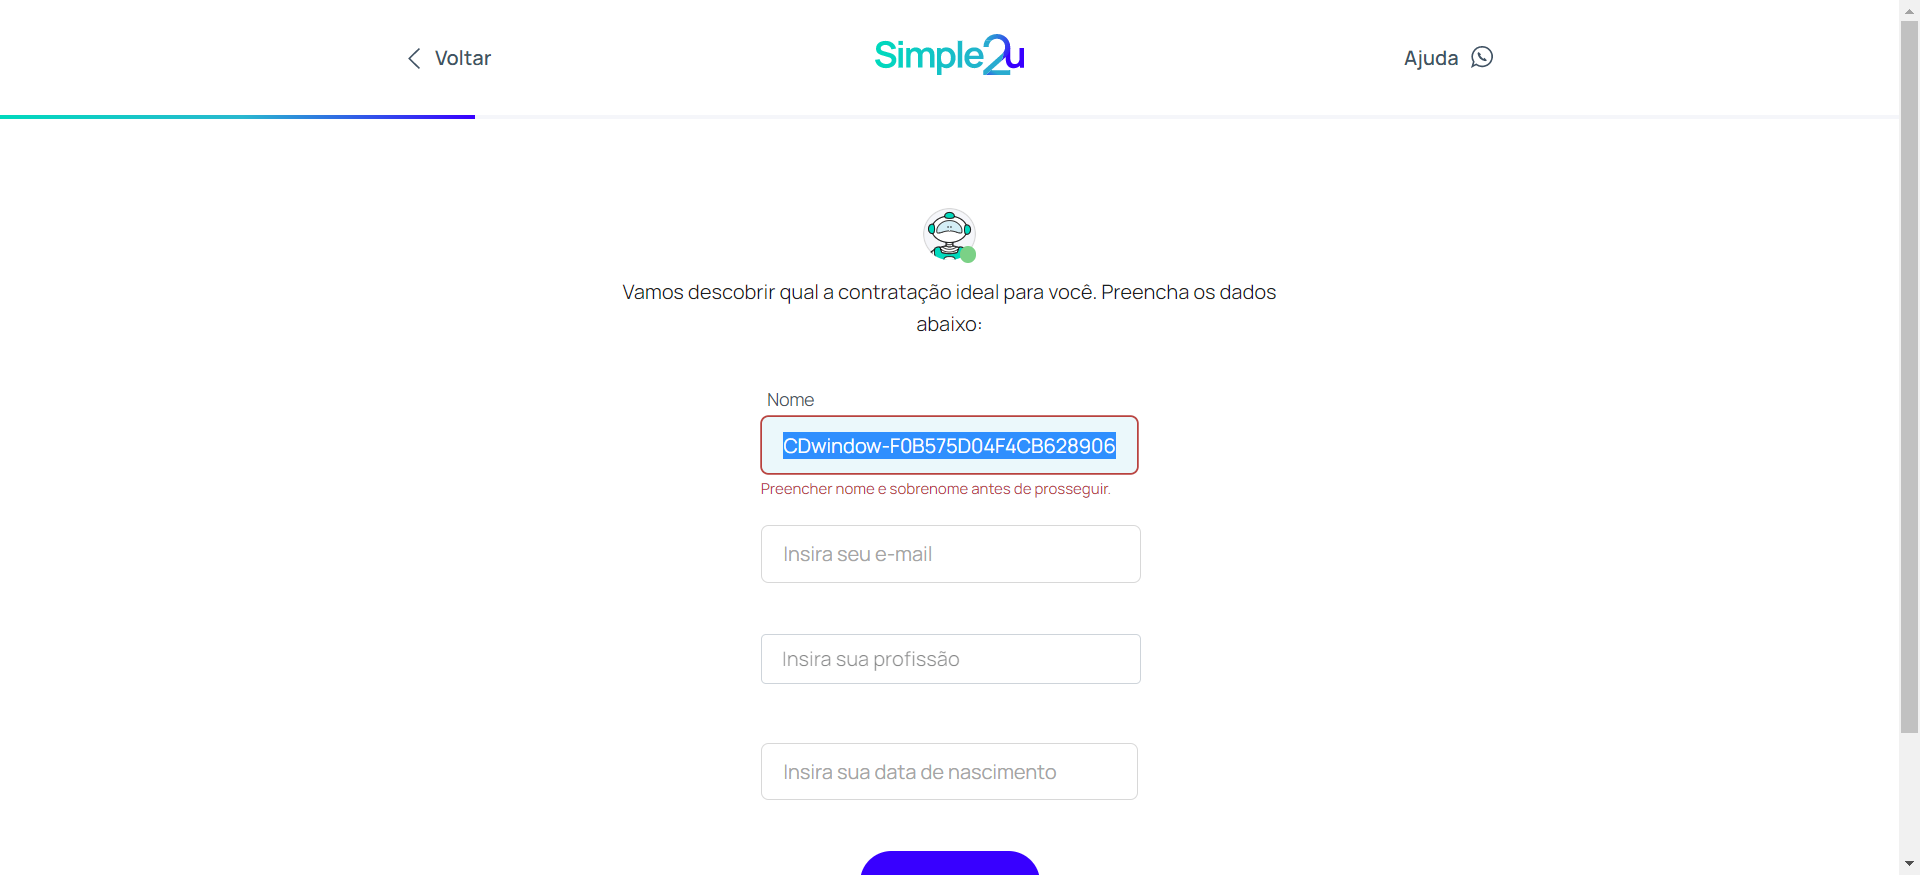 Voltar
Simple2u
Ajuda
Vamos descobrir qual a contratação ideal para você. Preencha os dados
abaixo:
Nome
CDwindow-F0B575D04F4CB628906
Preencher nome e sobrenome antes de prosseguir.
Insira seu e-mail
Insira sua profissão
Insira sua data de nascimento